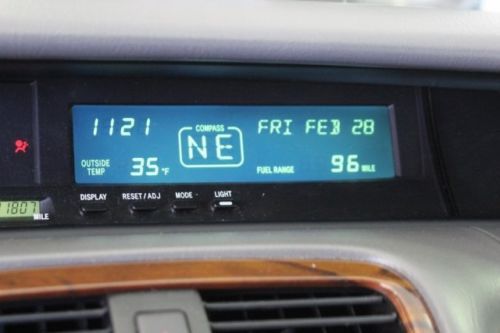 1121
COMPASS
NE
FRI FEB 28
OUTSIDE TEMP 35°F
FUEL RANGE 96 MILE
DISPLAY RESET/ADJ MODE LIGHT
1807 MILE